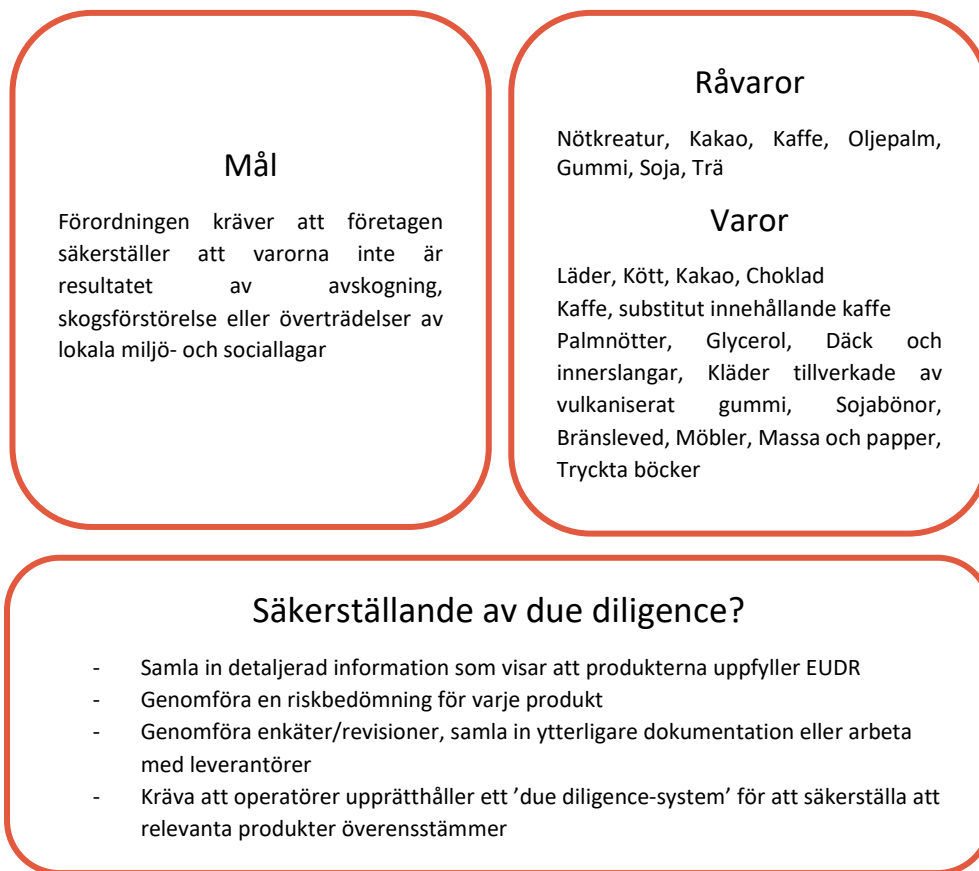 Mål
Förordningen kräver att företagen
säkerställer att varorna inte är
resultatet av avskogning,
skogsförstörelse eller överträdelser av
lokala miljö- och sociallagar
Råvaror
Nötkreatur, Kakao, Kaffe, Oljepalm,
Gummi, Soja, Trä
Varor
Läder, Kött, Kakao, Choklad
Kaffe, substitut innehållande kaffe
Palmnötter, Glycerol, Däck och
innerslangar, Kläder tillverkade av
vulkaniserat gummi, Sojabönor,
Bränsleved, Möbler, Massa och papper,
Tryckta böcker
Säkerställande av due diligence?
- Samla in detaljerad information som visar att produkterna uppfyller EUDR
- Genomföra en riskbedömning för varje produkt
- Genomföra enkäter/revisioner, samla in ytterligare dokumentation eller arbeta
med leverantörer
- Kräva att operatörer upprätthåller ett ’due diligence-system’ för att säkerställa att
relevanta produkter överensstämmer